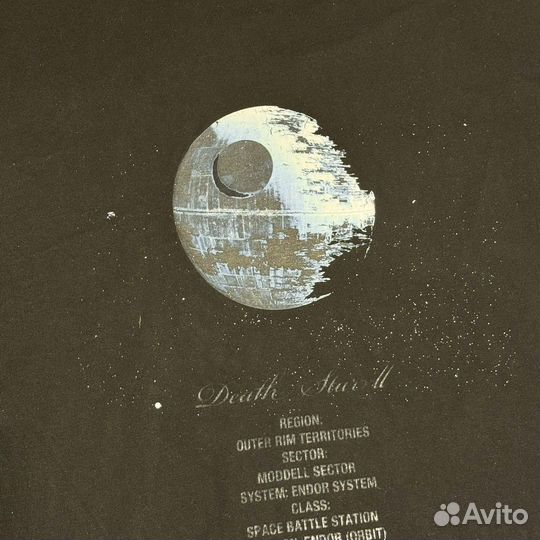 Death Star II
REGION:
OUTER RIM TERRITORIES
SECTOR:
MODDELL SECTOR
SYSTEM: ENDOR SYSTEM
CLASS:
SPACE BATTLE STATION
ENDOR (ORBIT)
Avito